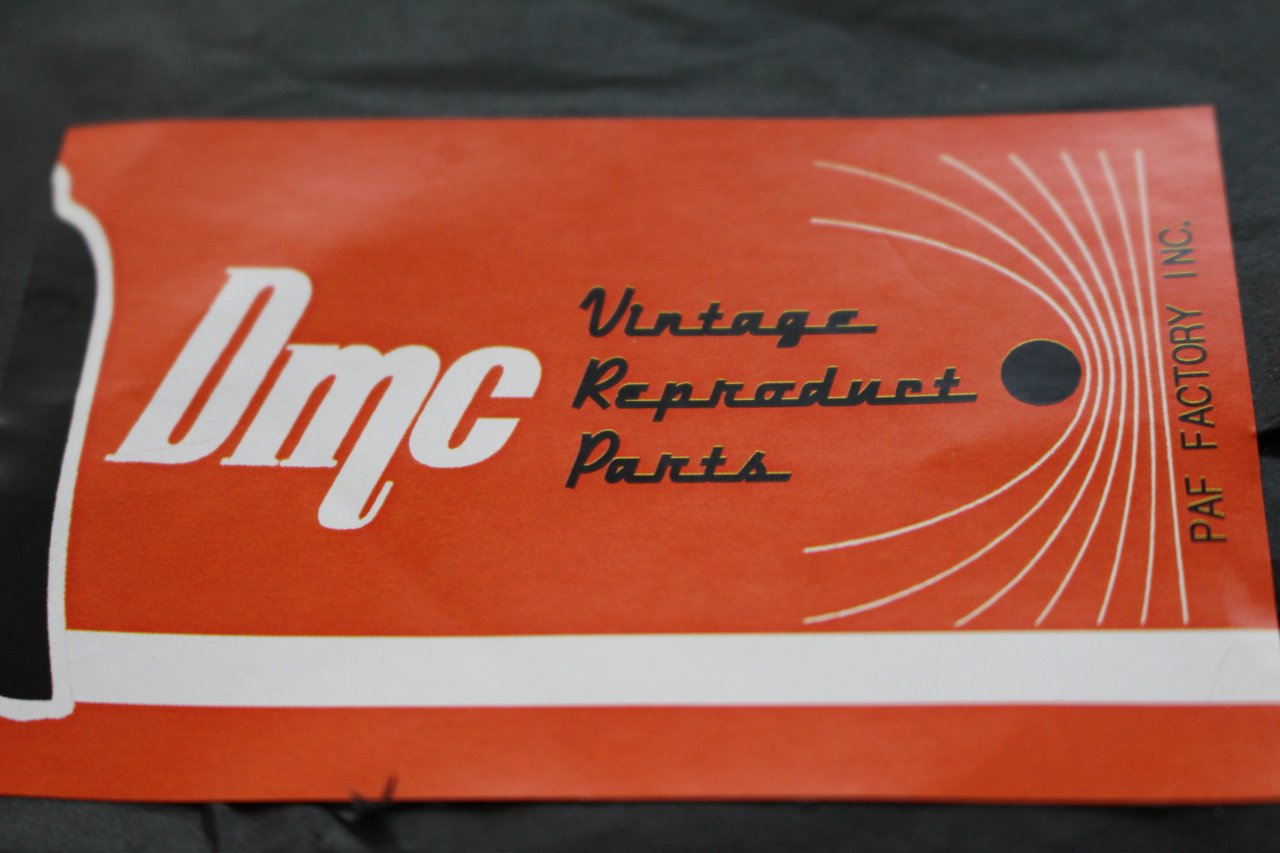 Dmc
Vintage
Reproduct
Parts
PAF FACTORY INC.